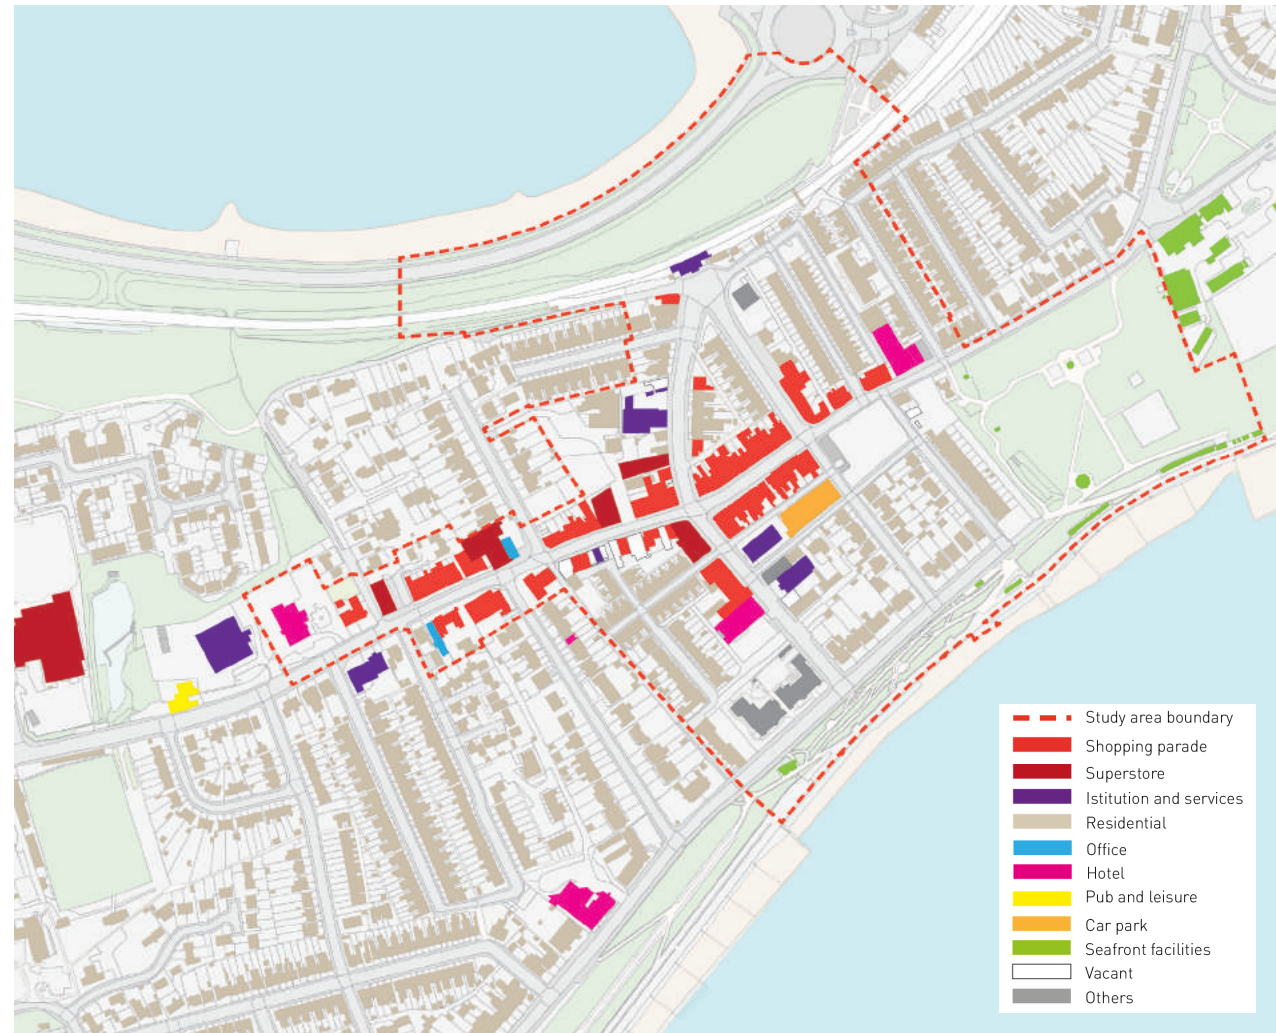 Study area boundary
Shopping parade
Superstore
Istitution and services
Residential
Office
Hotel
Pub and leisure
Car park
Seafront facilities
Vacant
Others